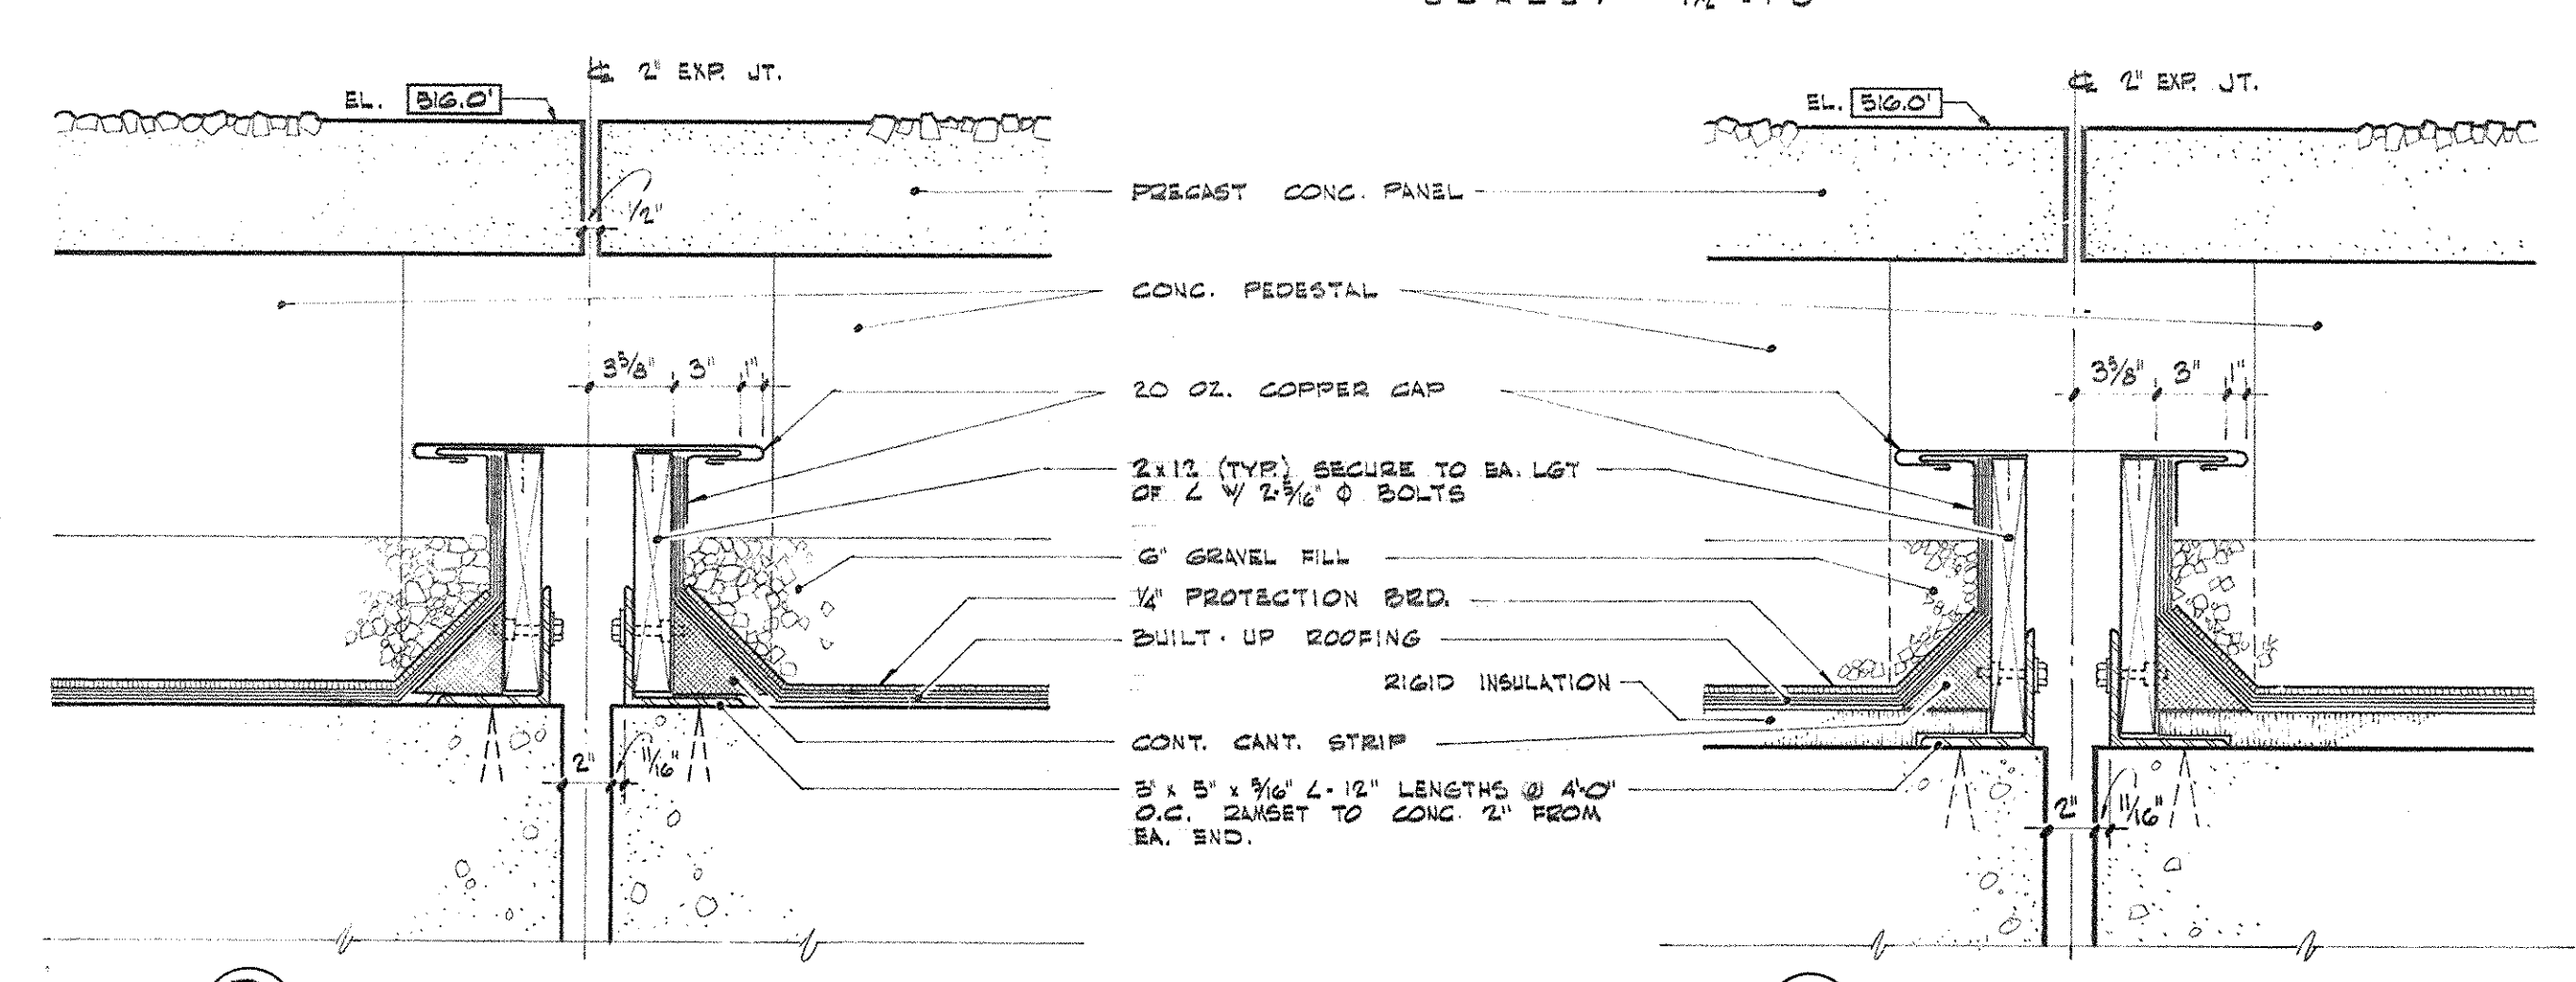 ℄ 2" EXP. JT.
EL. 516.0'
1/2"
3 5/8" 3" 1"
2" 11/16"
PRECAST CONC. PANEL
CONC. PEDESTAL
20 OZ. COPPER CAP
2x12 (TYP.) SECURE TO EA. LGT
OF ∠ W/ 2-5/16" Φ BOLTS
6" GRAVEL FILL
1/4" PROTECTION BRD.
BUILT-UP ROOFING
RIGID INSULATION
CONT. CANT. STRIP
3" x 5" x 5/16" ∠ - 12" LENGTHS @ 4'-0"
O.C. RAMSET TO CONC. 2" FROM
EA. END.
℄ 2" EXP. JT.
EL. 516.0'
3 5/8" 3" 1"
2" 11/16"